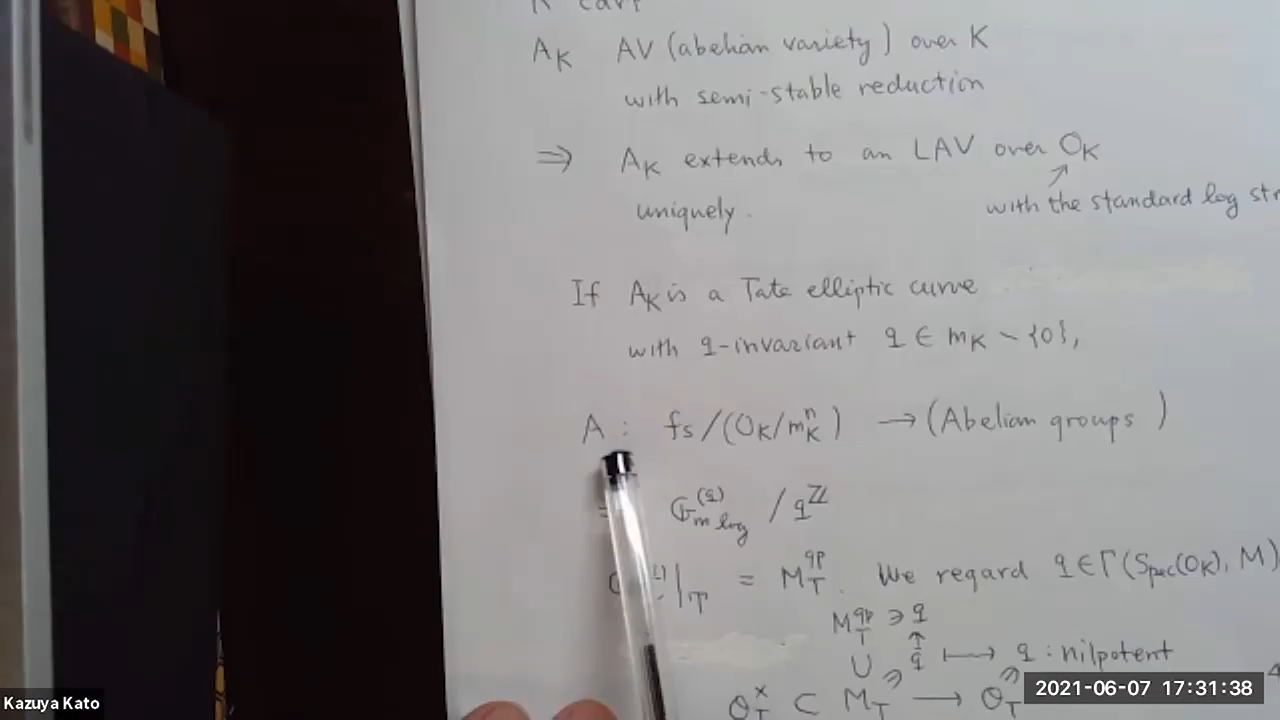 K
A_K AV (abelian variety) over K
with semi-stable reduction
⇒ A_K extends to an LAV over O_K
↗
uniquely. with the standard log
If A_K is a Tate elliptic curve
with q-invariant q ∈ m_K ∖ {0},
A : fs/(O_K/m_K^n) → (Abelian groups)
G_{m log}^{(q)} / q^ℤ
|_T = M_T^{gp}. We regard q ∈ Γ(Spec(O_K), M)
M_T^{gp} ∋ q
∪ q ↦ q : nilpotent
O_T^× ⊂ M_T → O_T
Kazuya Kato
2021-06-07 17:31:38